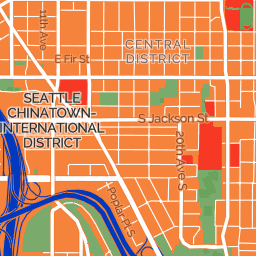 11th Ave
E Fir St
CENTRAL
DISTRICT
SEATTLE
CHINATOWN-
INTERNATIONAL
DISTRICT
S Jackson St
20th Ave S
Poplar Pl S